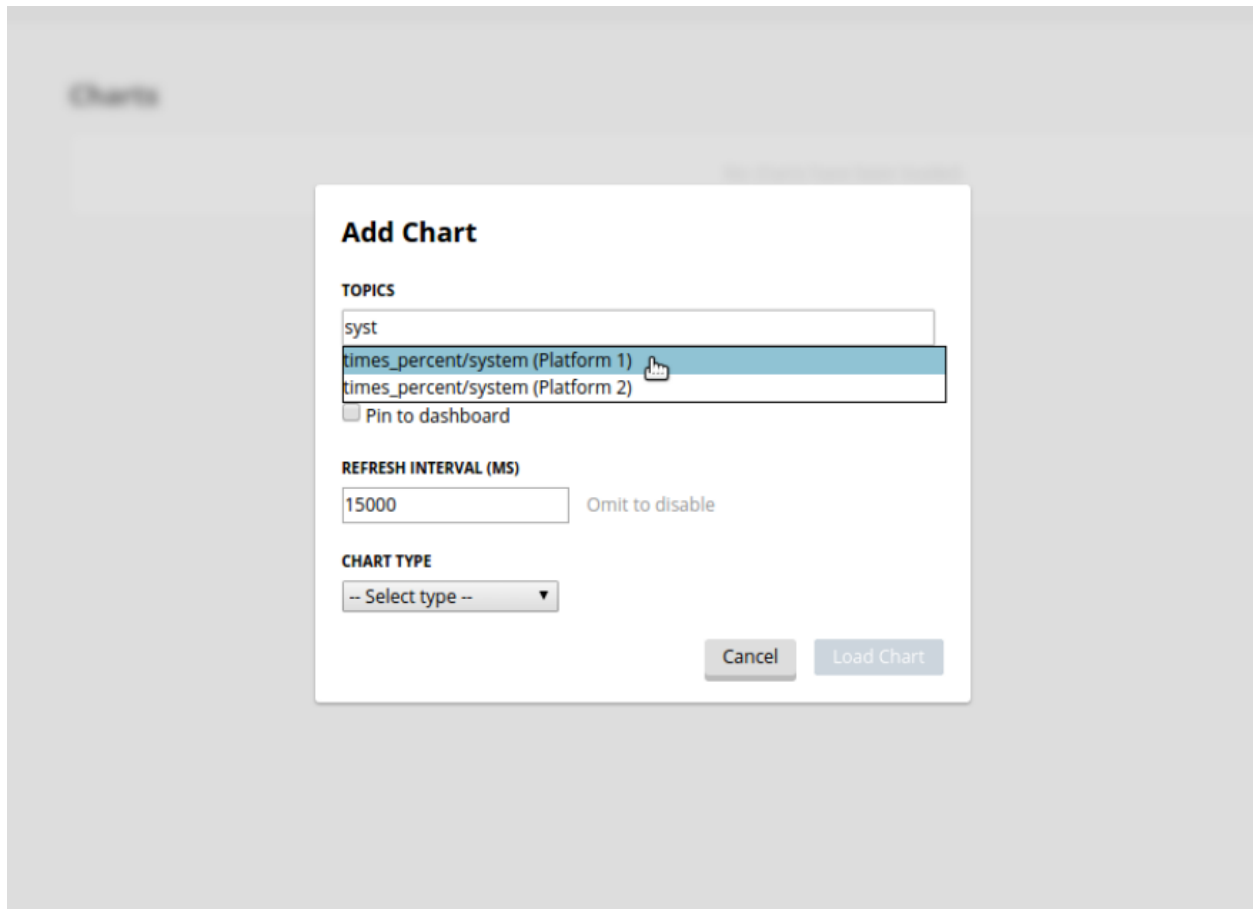 Charts
Add Chart
TOPICS
syst
times_percent/system (Platform 1)
times_percent/system (Platform 2)
Pin to dashboard
REFRESH INTERVAL (MS)
15000 Omit to disable
CHART TYPE
-- Select type --
Cancel Load Chart